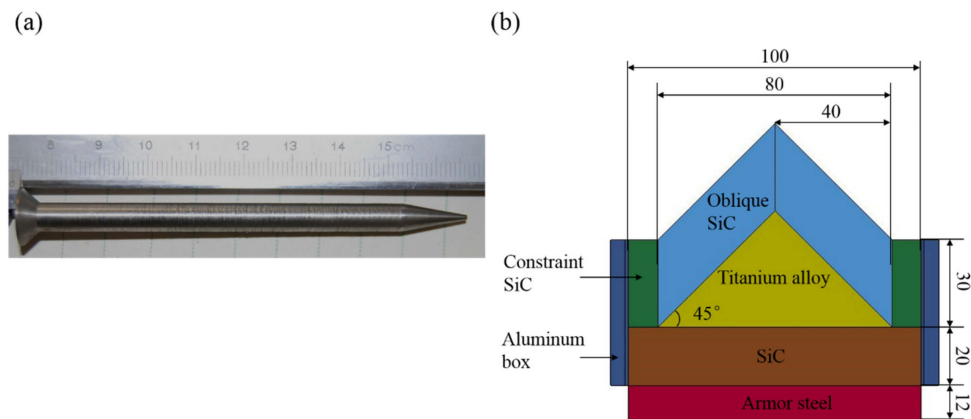 (a)
(b)
8 9 10 11 12 13 14 15cm
100
80
40
Oblique
SiC
Constraint
SiC
Titanium alloy
45°
30
Aluminum
box
SiC
20
Armor steel
12